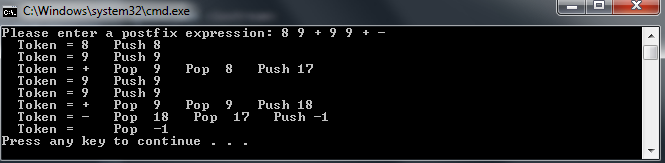 C:\Windows\system32\cmd.exe
Please enter a postfix expression: 8 9 + 9 9 + -
  Token = 8   Push 8
  Token = 9   Push 9
  Token = +   Pop  9   Pop  8   Push 17
  Token = 9   Push 9
  Token = 9   Push 9
  Token = +   Pop  9   Pop  9   Push 18
  Token = -   Pop  18   Pop  17   Push -1
  Token =     Pop  -1
Press any key to continue . . .